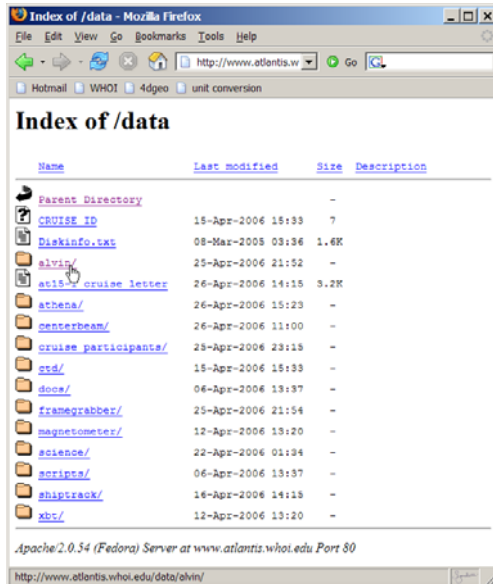 Index of /data - Mozilla Firefox
File Edit View Go Bookmarks Tools Help
http://www.atlantis.w Go
Hotmail WHOI 4dgeo unit conversion
Index of /data
Name Last modified Size Description
Parent Directory -
CRUISE ID 15-Apr-2006 15:33 7
Diskinfo.txt 08-Mar-2005 03:36 1.6K
alvin/ 25-Apr-2006 21:52 -
cruise letter 26-Apr-2006 14:15 3.2K
athena/ 26-Apr-2006 15:23 -
centerbeam/ 26-Apr-2006 11:00 -
cruise participants/ 25-Apr-2006 23:15 -
ctd/ 15-Apr-2006 15:33 -
docs/ 06-Apr-2006 13:37 -
framegrabber/ 25-Apr-2006 21:54 -
magnetometer/ 12-Apr-2006 13:20 -
science/ 22-Apr-2006 01:34 -
scripts/ 06-Apr-2006 13:37 -
shiptrack/ 16-Apr-2006 14:15 -
xbt/ 12-Apr-2006 13:20 -
Apache/2.0.54 (Fedora) Server at www.atlantis.whoi.edu Port 80
http://www.atlantis.whoi.edu/data/alvin/